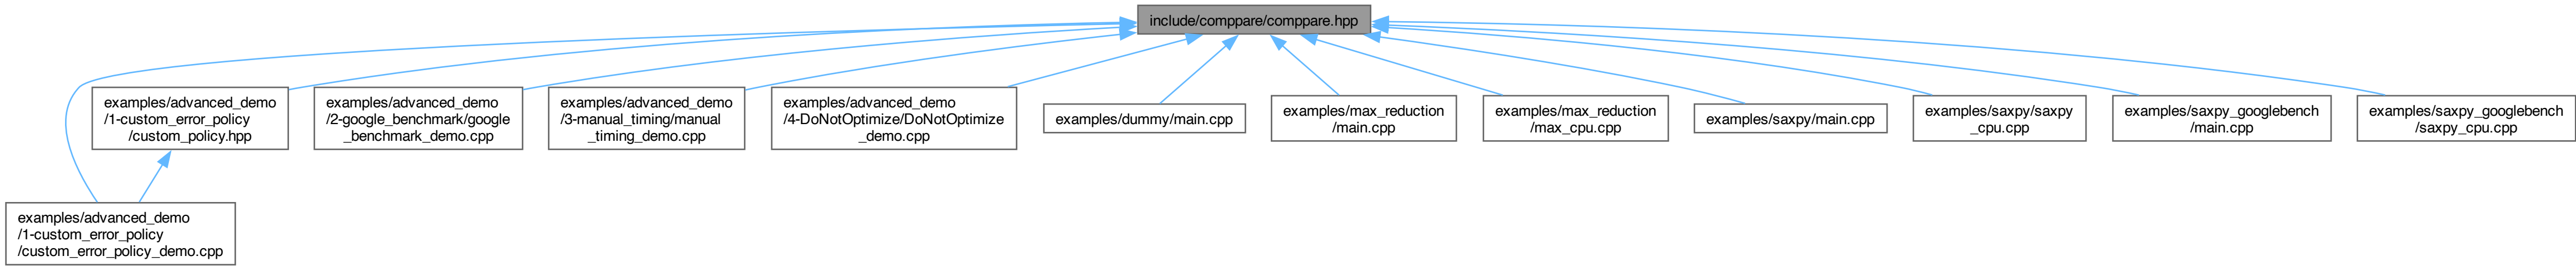 include/comppare/comppare.hpp
examples/advanced_demo
/1-custom_error_policy
/custom_policy.hpp
examples/advanced_demo
/2-google_benchmark/google
_benchmark_demo.cpp
examples/advanced_demo
/3-manual_timing/manual
_timing_demo.cpp
examples/advanced_demo
/4-DoNotOptimize/DoNotOptimize
_demo.cpp
examples/dummy/main.cpp
examples/max_reduction
/main.cpp
examples/max_reduction
/max_cpu.cpp
examples/saxpy/main.cpp
examples/saxpy/saxpy
_cpu.cpp
examples/saxpy_googlebench
/main.cpp
examples/saxpy_googlebench
/saxpy_cpu.cpp
examples/advanced_demo
/1-custom_error_policy
/custom_error_policy_demo.cpp